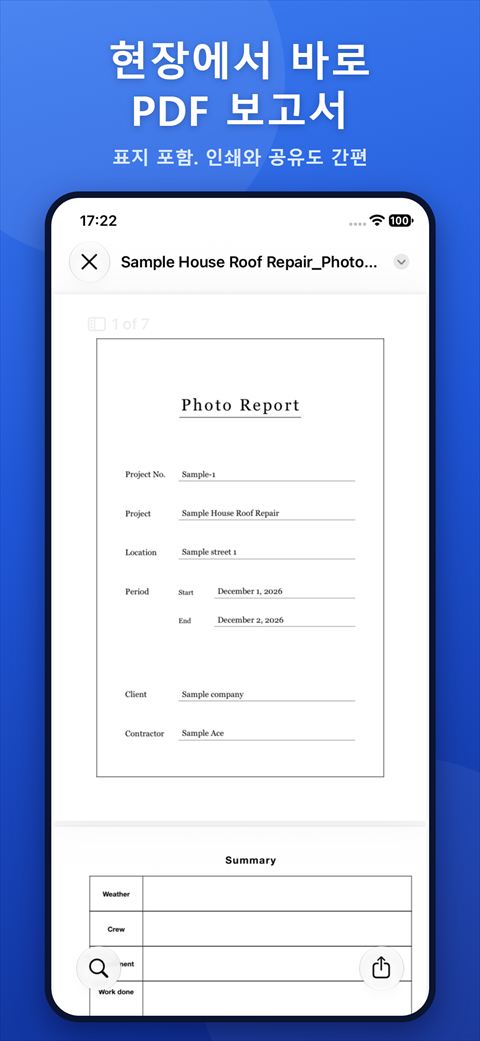 현장에서 바로
PDF 보고서
표지 포함. 인쇄와 공유도 간편
17:22
100
Sample House Roof Repair_Photo...
1 of 7
Photo Report
Project No. Sample-1
Project Sample House Roof Repair
Location Sample street 1
Period Start December 1, 2026
End December 2, 2026
Client Sample company
Contractor Sample Ace
Summary
Weather
Crew
Work done